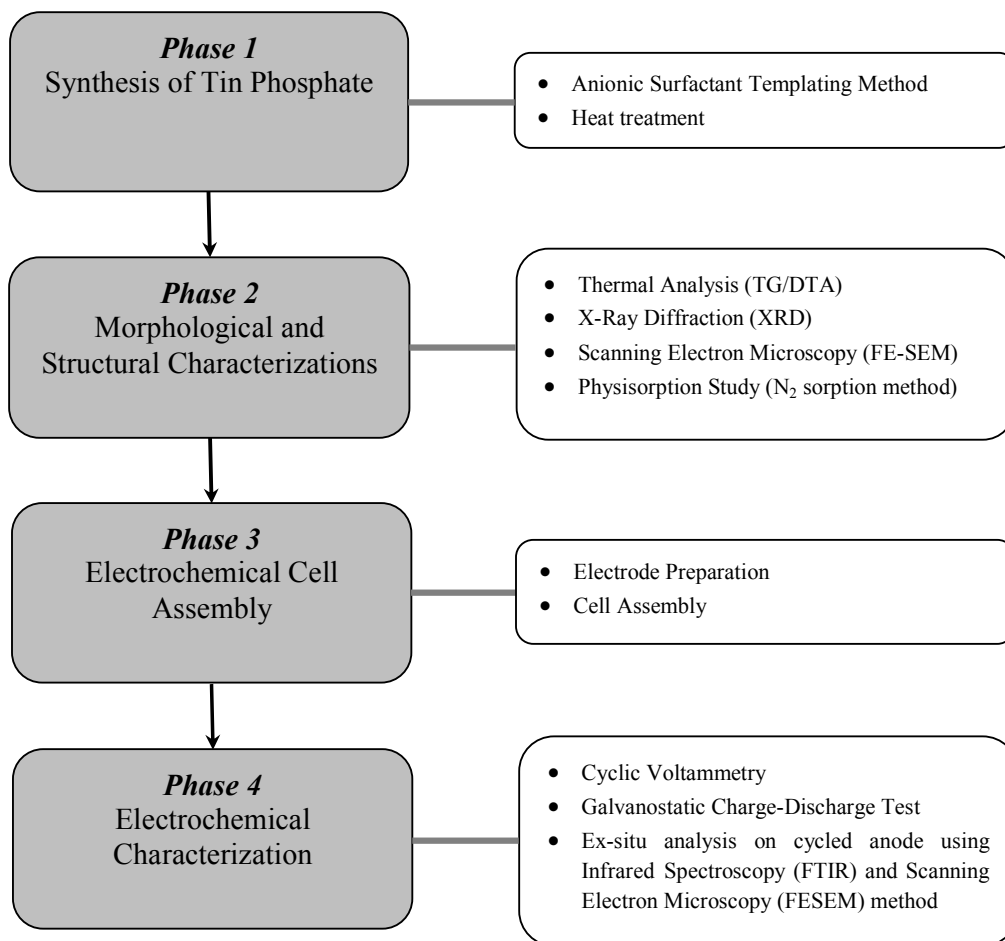 Phase 1
Synthesis of Tin Phosphate
• Anionic Surfactant Templating Method
• Heat treatment
Phase 2
Morphological and
Structural Characterizations
• Thermal Analysis (TG/DTA)
• X-Ray Diffraction (XRD)
• Scanning Electron Microscopy (FE-SEM)
• Physisorption Study (N₂ sorption method)
Phase 3
Electrochemical Cell
Assembly
• Electrode Preparation
• Cell Assembly
Phase 4
Electrochemical
Characterization
• Cyclic Voltammetry
• Galvanostatic Charge-Discharge Test
• Ex-situ analysis on cycled anode using
Infrared Spectroscopy (FTIR) and Scanning
Electron Microscopy (FESEM) method